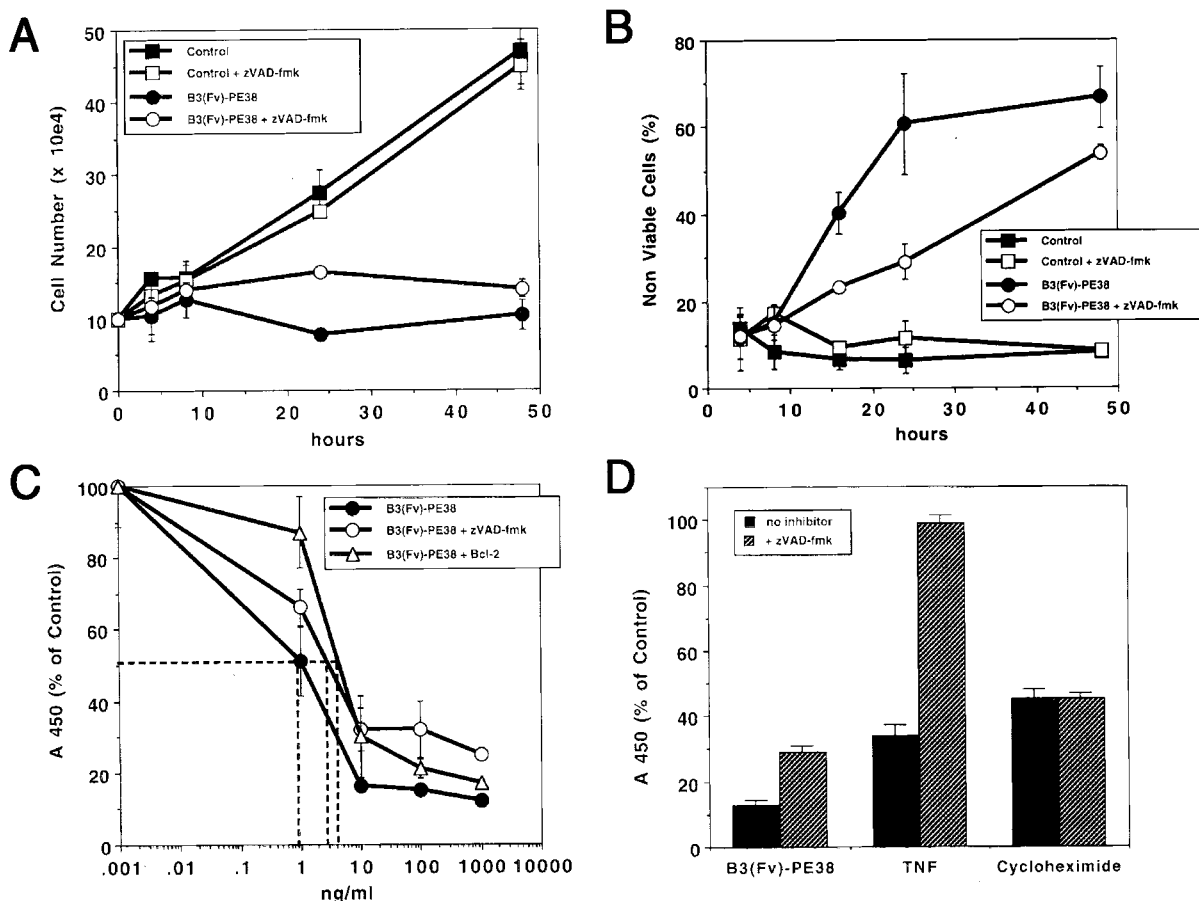 A
Cell Number (x 10e4)
50
40
30
20
10
0
Control
Control + zVAD-fmk
B3(Fv)-PE38
B3(Fv)-PE38 + zVAD-fmk
0 10 20 30 40 50
hours
B
Non Viable Cells (%)
80
60
40
20
0
Control
Control + zVAD-fmk
B3(Fv)-PE38
B3(Fv)-PE38 + zVAD-fmk
0 10 20 30 40 50
hours
C
A 450 (% of Control)
100
80
60
40
20
0
B3(Fv)-PE38
B3(Fv)-PE38 + zVAD-fmk
B3(Fv)-PE38 + Bcl-2
.001 .01 .1 1 10 100 1000 10000
ng/ml
D
A 450 (% of Control)
100
80
60
40
20
0
no inhibitor
+ zVAD-fmk
B3(Fv)-PE38 TNF Cycloheximide